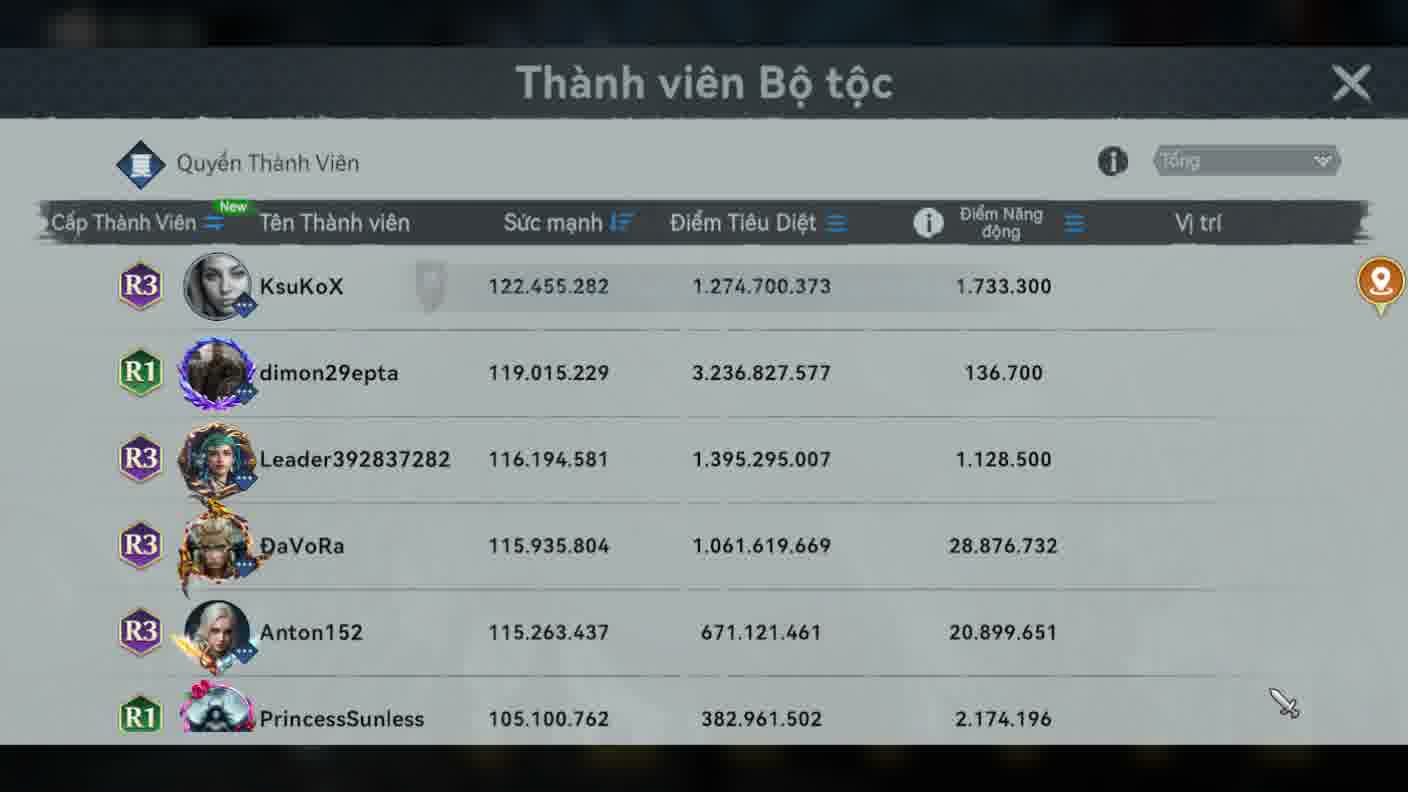 Thành viên Bộ tộc
Quyển Thành Viên
Tổng
New
Cấp Thành Viên Tên Thành viên Sức mạnh Điểm Tiêu Diệt Điểm Năng động Vị trí
R3 KsuKoX 122.455.282 1.274.700.373 1.733.300
R1 dimon29epta 119.015.229 3.236.827.577 136.700
R3 Leader392837282 116.194.581 1.395.295.007 1.128.500
R3 ĐaVoRa 115.935.804 1.061.619.669 28.876.732
R3 Anton152 115.263.437 671.121.461 20.899.651
R1 PrincessSunless 105.100.762 382.961.502 2.174.196